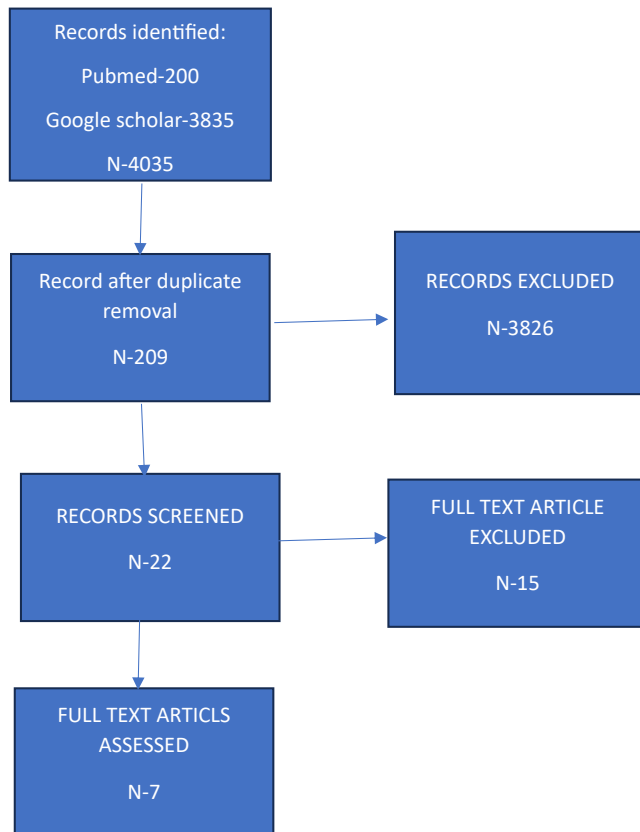 Records identified:
Pubmed-200
Google scholar-3835
N-4035
Record after duplicate
removal
N-209
RECORDS EXCLUDED
N-3826
RECORDS SCREENED
N-22
FULL TEXT ARTICLE
EXCLUDED
N-15
FULL TEXT ARTICLS
ASSESSED
N-7